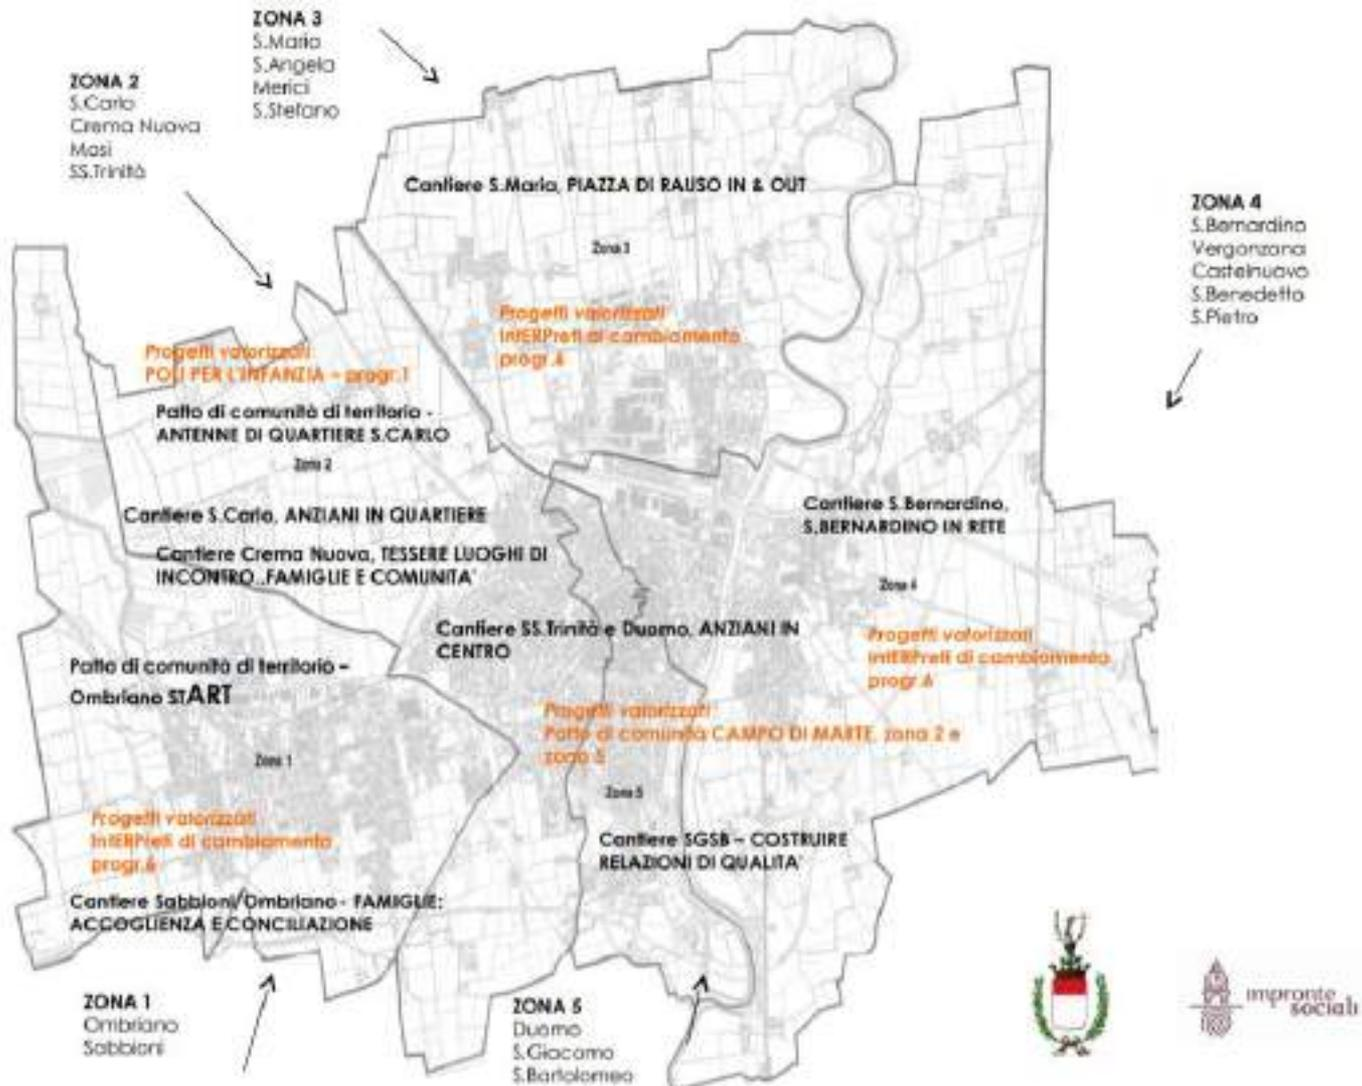 ZONA 3
S.Maria
S.Angela
Merici
S.Stefano
ZONA 2
S.Carlo
Crema Nuova
Mosi
SS.Trinità
Cantiere S.Maria, PIAZZA DI RAUSO IN & OUT
Zona 3
ZONA 4
S.Bernardino
Vergonzana
Castelnuovo
S.Benedetto
S.Pietro
Progetti valorizzati
IntERPreti di cambiamento
progr.6
Progetti valorizzati
POLI PER L'INFANZIA – progr.1
Patto di comunità di territorio -
ANTENNE DI QUARTIERE S.CARLO
Zona 2
Cantiere S.Carlo, ANZIANI IN QUARTIERE
Cantiere Crema Nuova, TESSERE LUOGHI DI
INCONTRO..FAMIGLIE E COMUNITA'
Cantiere S.Bernardino,
S.BERNARDINO IN RETE
Zona 4
Cantiere SS.Trinità e Duomo, ANZIANI IN
CENTRO
Progetti valorizzati
IntERPreti di cambiamento
progr.6
Patto di comunità di territorio –
Ombriano START
Progetti valorizzati
Patto di comunità CAMPO DI MARTE, zona 2 e
zona 5
Zona 1
Zona 5
Progetti valorizzati
IntERPreti di cambiamento
progr.6
Cantiere SGSB – COSTRUIRE
RELAZIONI DI QUALITA'
Cantiere Sabbioni/Ombriano - FAMIGLIE:
ACCOGLIENZA E CONCILIAZIONE
ZONA 1
Ombriano
Sabbioni
ZONA 5
Duomo
S.Giacomo
S.Bartolomeo
impronte
sociali